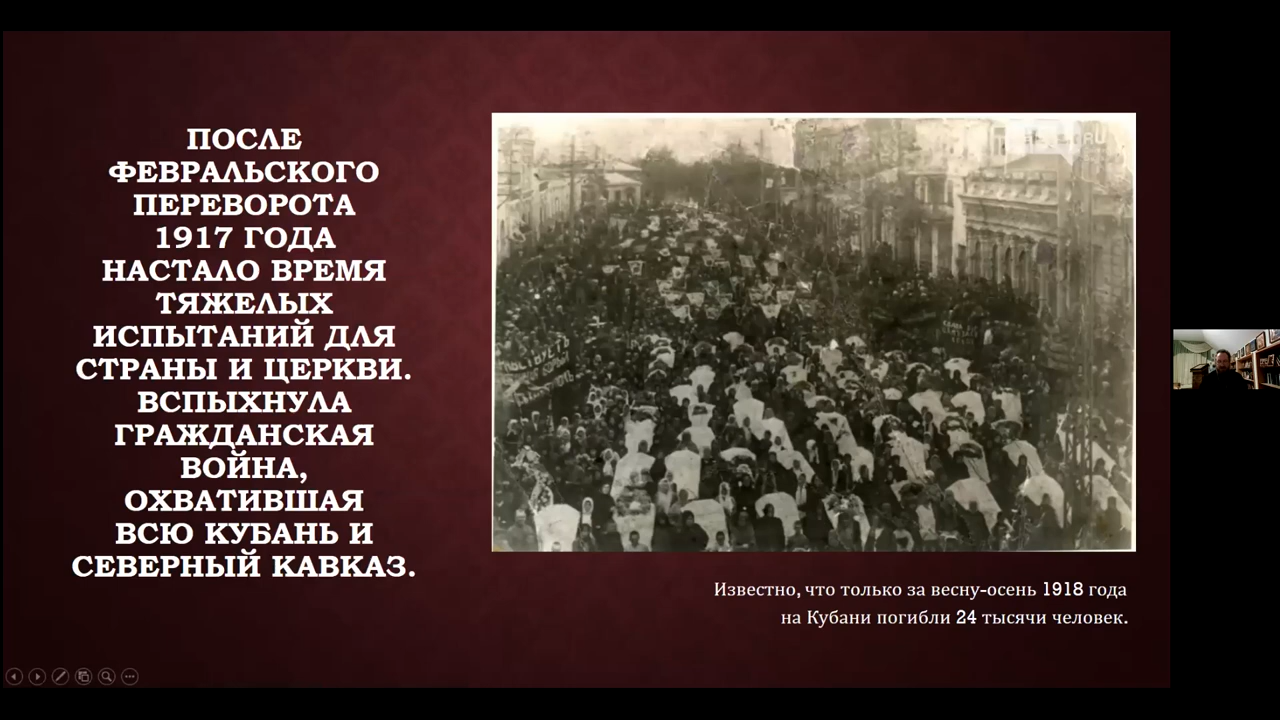 ПОСЛЕ
ФЕВРАЛЬСКОГО
ПЕРЕВОРОТА
1917 ГОДА
НАСТАЛО ВРЕМЯ
ТЯЖЕЛЫХ
ИСПЫТАНИЙ ДЛЯ
СТРАНЫ И ЦЕРКВИ.
ВСПЫХНУЛА
ГРАЖДАНСКАЯ
ВОЙНА,
ОХВАТИВШАЯ
ВСЮ КУБАНЬ И
СЕВЕРНЫЙ КАВКАЗ.
Известно, что только за весну-осень 1918 года
на Кубани погибли 24 тысячи человек.